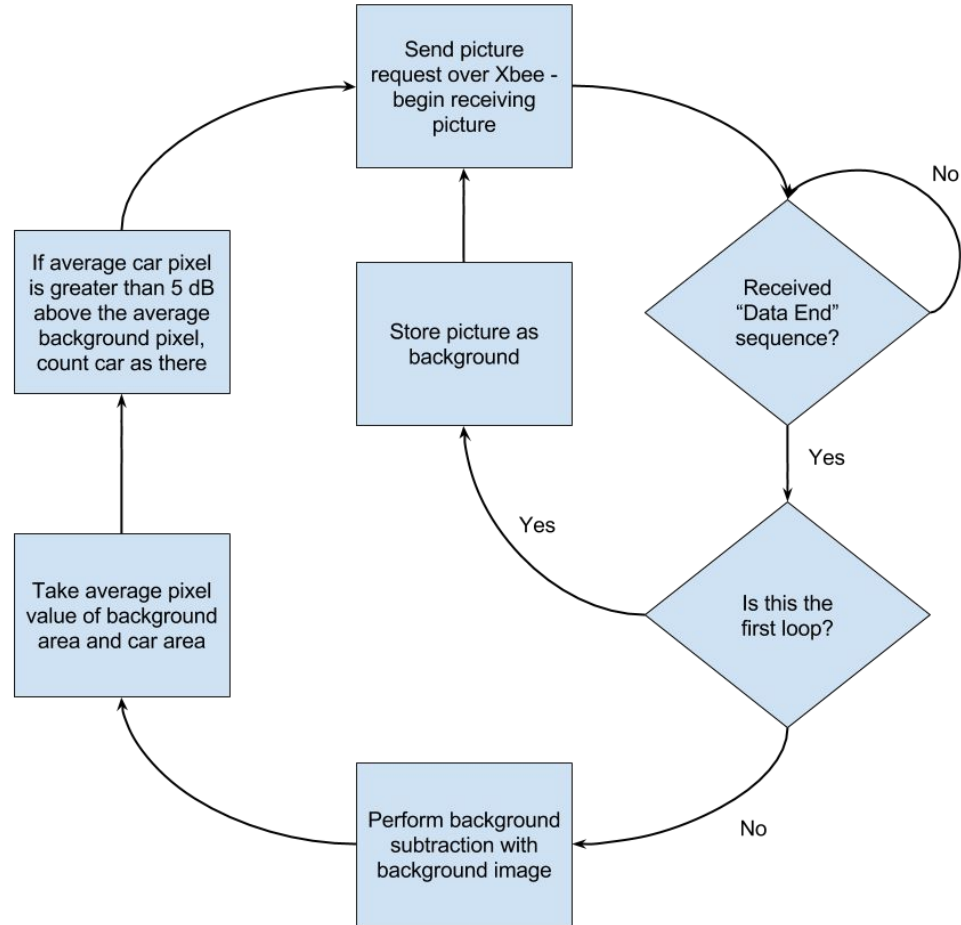 Send picture
request over Xbee -
begin receiving
picture
No
Received
“Data End”
sequence?
Yes
Is this the
first loop?
Yes
Store picture as
background
No
Perform background
subtraction with
background image
Take average pixel
value of background
area and car area
If average car pixel
is greater than 5 dB
above the average
background pixel,
count car as there